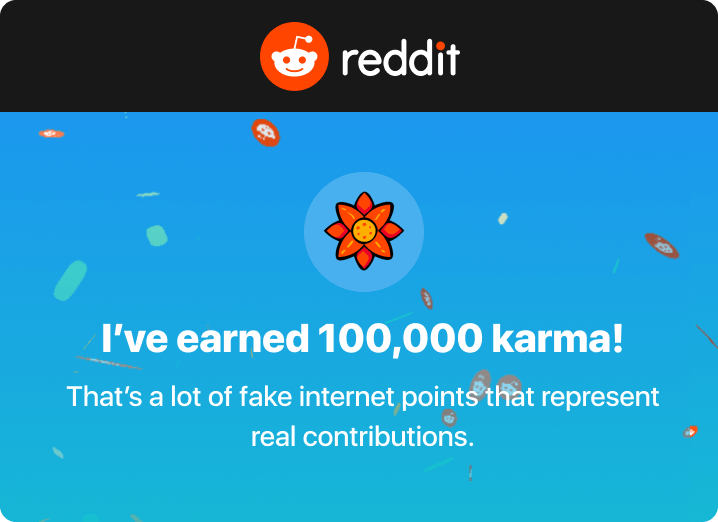 reddit
I’ve earned 100,000 karma!
That’s a lot of fake internet points that represent
real contributions.